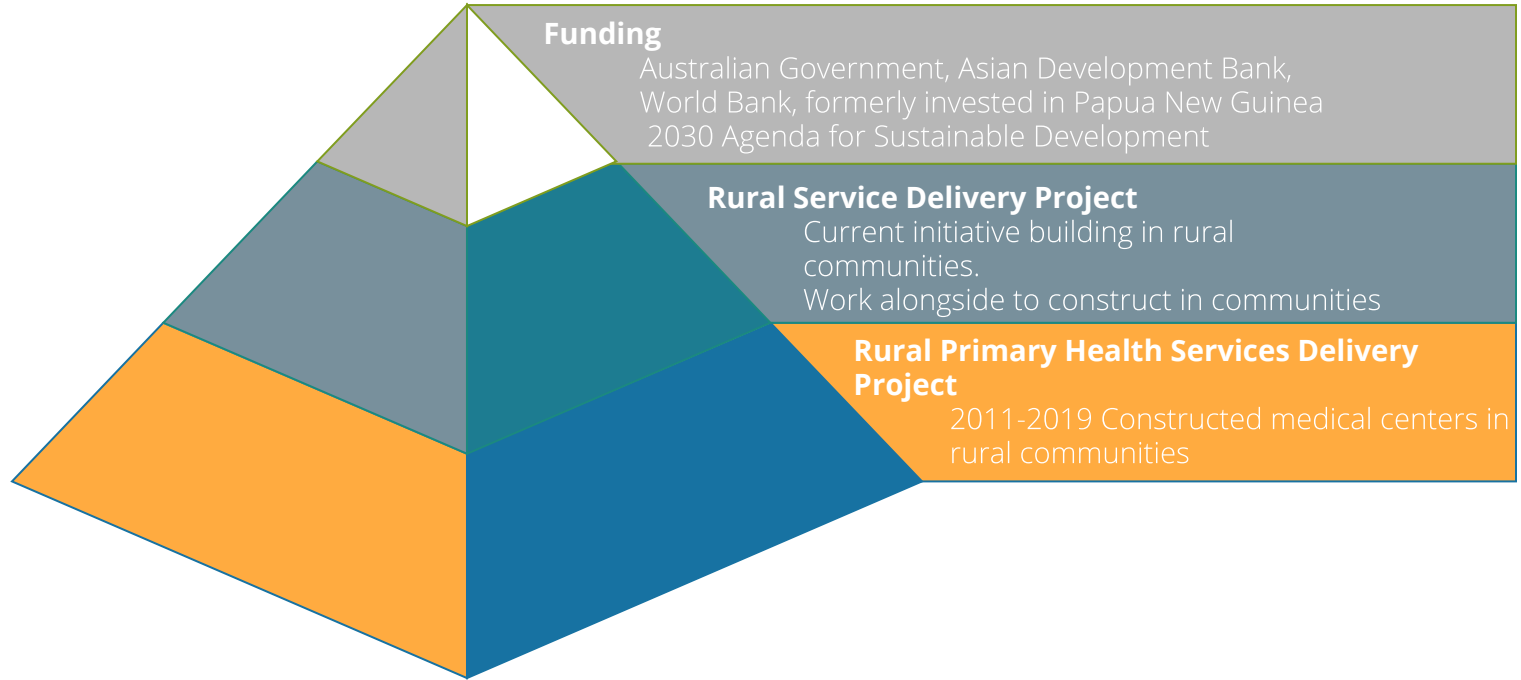 Funding
Australian Government, Asian Development Bank,
World Bank, formerly invested in Papua New Guinea
2030 Agenda for Sustainable Development
Rural Service Delivery Project
Current initiative building in rural
communities.
Work alongside to construct in communities
Rural Primary Health Services Delivery
Project
2011-2019 Constructed medical centers in
rural communities